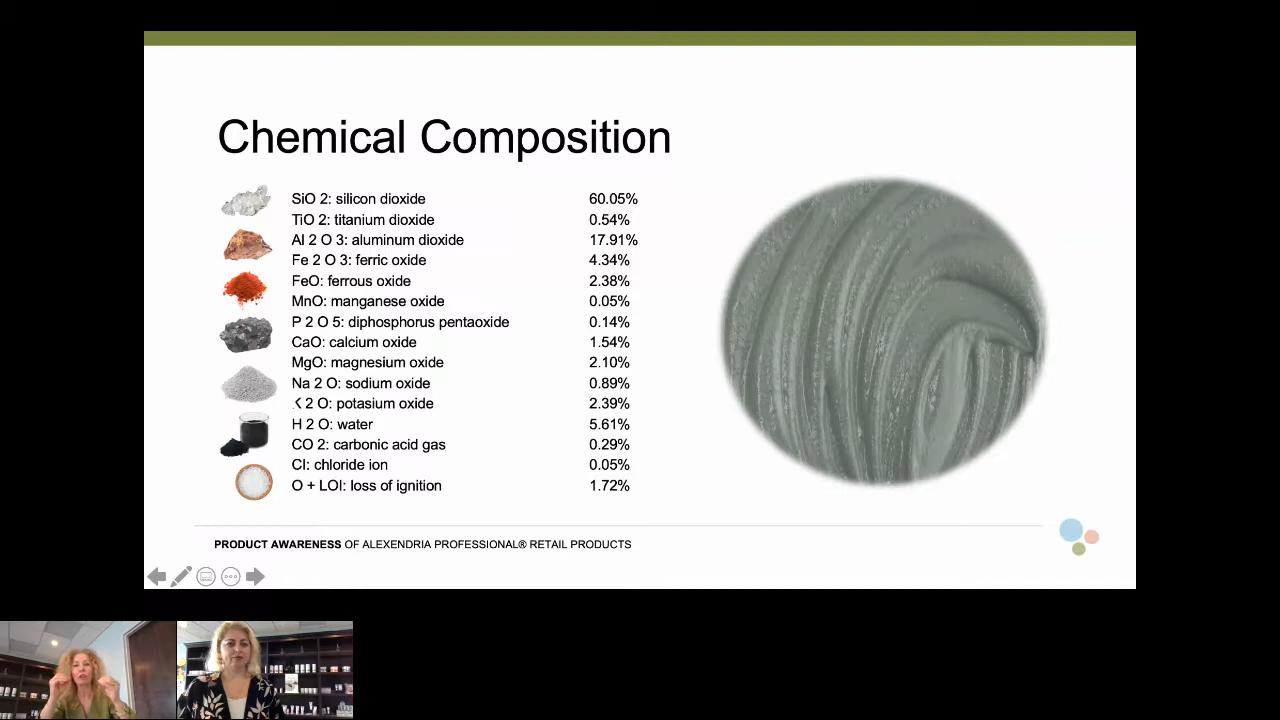 Chemical Composition
SiO 2: silicon dioxide 60.05%
TiO 2: titanium dioxide 0.54%
Al 2 O 3: aluminum dioxide 17.91%
Fe 2 O 3: ferric oxide 4.34%
FeO: ferrous oxide 2.38%
MnO: manganese oxide 0.05%
P 2 O 5: diphosphorus pentaoxide 0.14%
CaO: calcium oxide 1.54%
MgO: magnesium oxide 2.10%
Na 2 O: sodium oxide 0.89%
K 2 O: potasium oxide 2.39%
H 2 O: water 5.61%
CO 2: carbonic acid gas 0.29%
Cl: chloride ion 0.05%
O + LOI: loss of ignition 1.72%
PRODUCT AWARENESS OF ALEXENDRIA PROFESSIONAL® RETAIL PRODUCTS